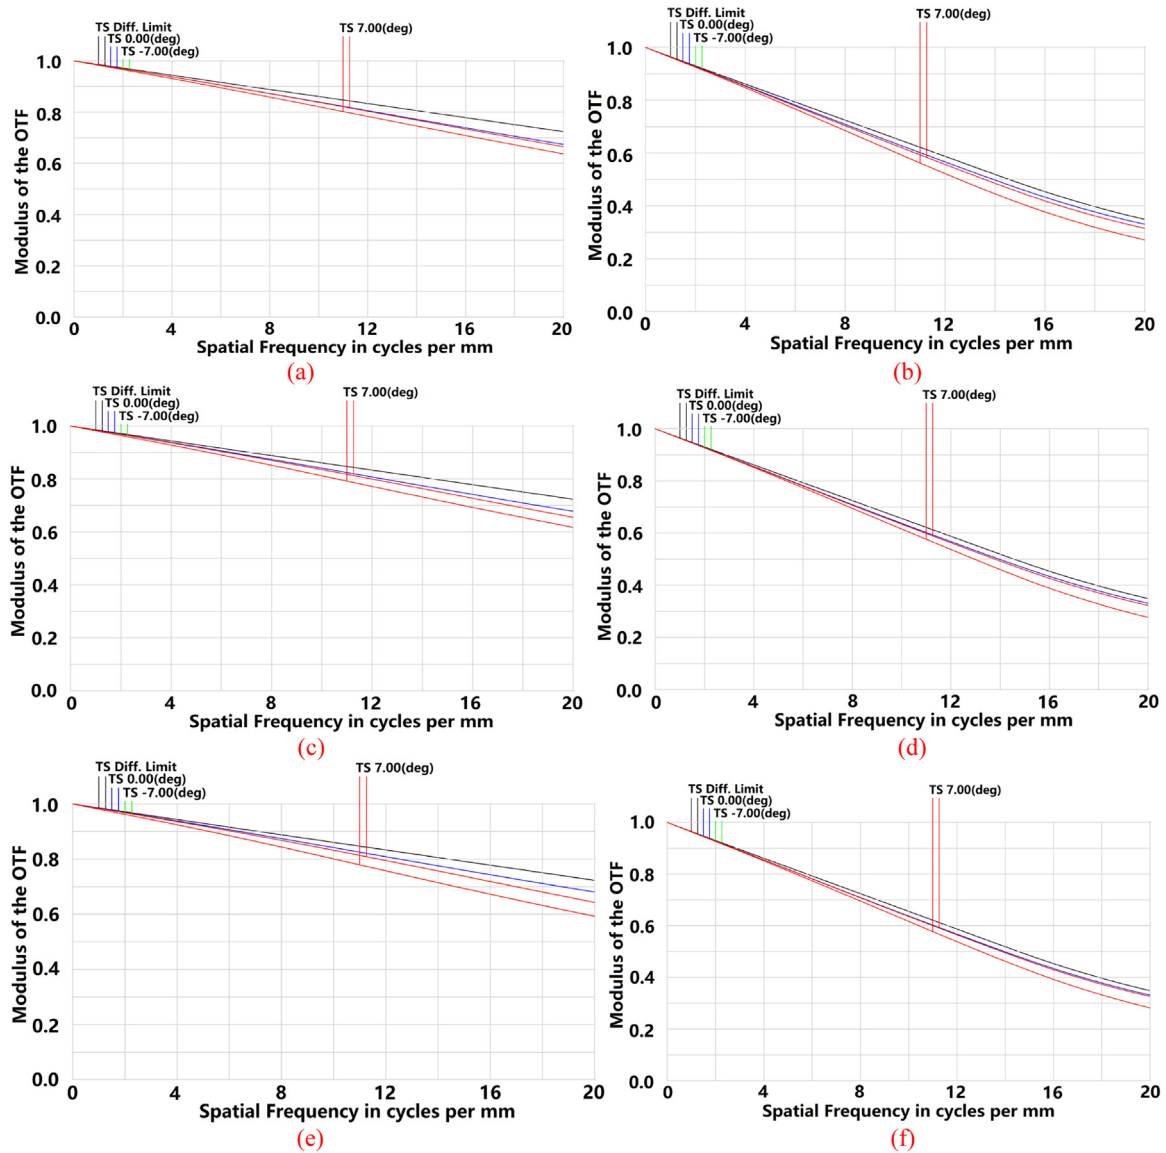 TS Diff. Limit
TS 0.00(deg)
TS -7.00(deg)
TS 7.00(deg)
Modulus of the OTF
1.0
0.8
0.6
0.4
0.2
0.0
0 4 8 12 16 20
Spatial Frequency in cycles per mm
(a)
TS Diff. Limit
TS 0.00(deg)
TS -7.00(deg)
TS 7.00(deg)
Modulus of the OTF
1.0
0.8
0.6
0.4
0.2
0.0
0 4 8 12 16 20
Spatial Frequency in cycles per mm
(b)
TS Diff. Limit
TS 0.00(deg)
TS -7.00(deg)
TS 7.00(deg)
Modulus of the OTF
1.0
0.8
0.6
0.4
0.2
0.0
0 4 8 12 16 20
Spatial Frequency in cycles per mm
(c)
TS Diff. Limit
TS 0.00(deg)
TS -7.00(deg)
TS 7.00(deg)
Modulus of the OTF
1.0
0.8
0.6
0.4
0.2
0.0
0 4 8 12 16 20
Spatial Frequency in cycles per mm
(d)
TS Diff. Limit
TS 0.00(deg)
TS -7.00(deg)
TS 7.00(deg)
Modulus of the OTF
1.0
0.8
0.6
0.4
0.2
0.0
0 4 8 12 16 20
Spatial Frequency in cycles per mm
(e)
TS Diff. Limit
TS 0.00(deg)
TS -7.00(deg)
TS 7.00(deg)
Modulus of the OTF
1.0
0.8
0.6
0.4
0.2
0.0
0 4 8 12 16 20
Spatial Frequency in cycles per mm
(f)